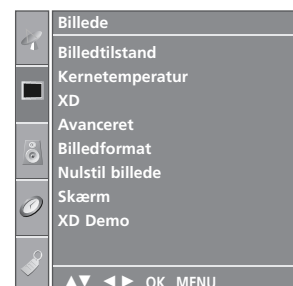 Billede
Billedtilstand
Kernetemperatur
XD
Avanceret
Billedformat
Nulstil billede
Skærm
XD Demo
▲▼ ◄► OK MENU